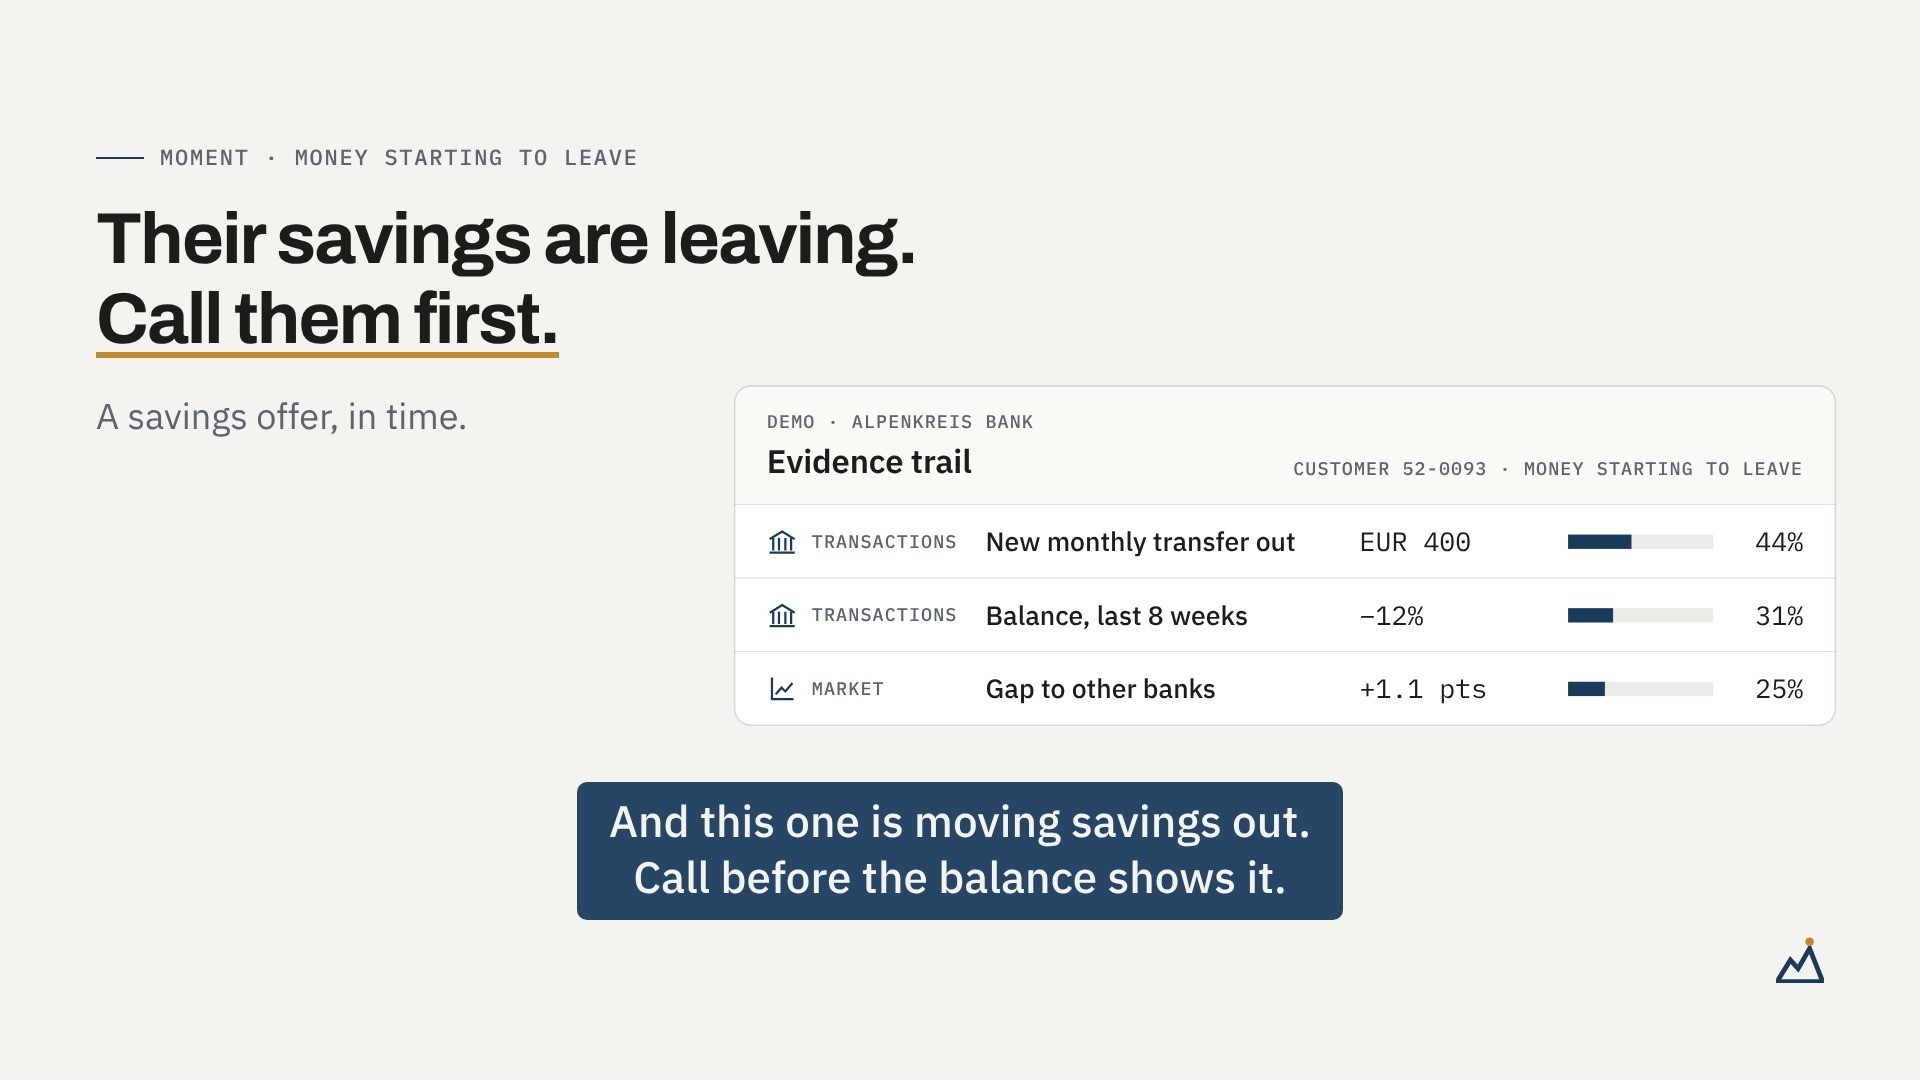 MOMENT · MONEY STARTING TO LEAVE
Their savings are leaving.
Call them first.
A savings offer, in time.
DEMO · ALPENKREIS BANK
Evidence trail
CUSTOMER 52-0093 · MONEY STARTING TO LEAVE
TRANSACTIONS New monthly transfer out EUR 400 44%
TRANSACTIONS Balance, last 8 weeks −12% 31%
MARKET Gap to other banks +1.1 pts 25%
And this one is moving savings out.
Call before the balance shows it.